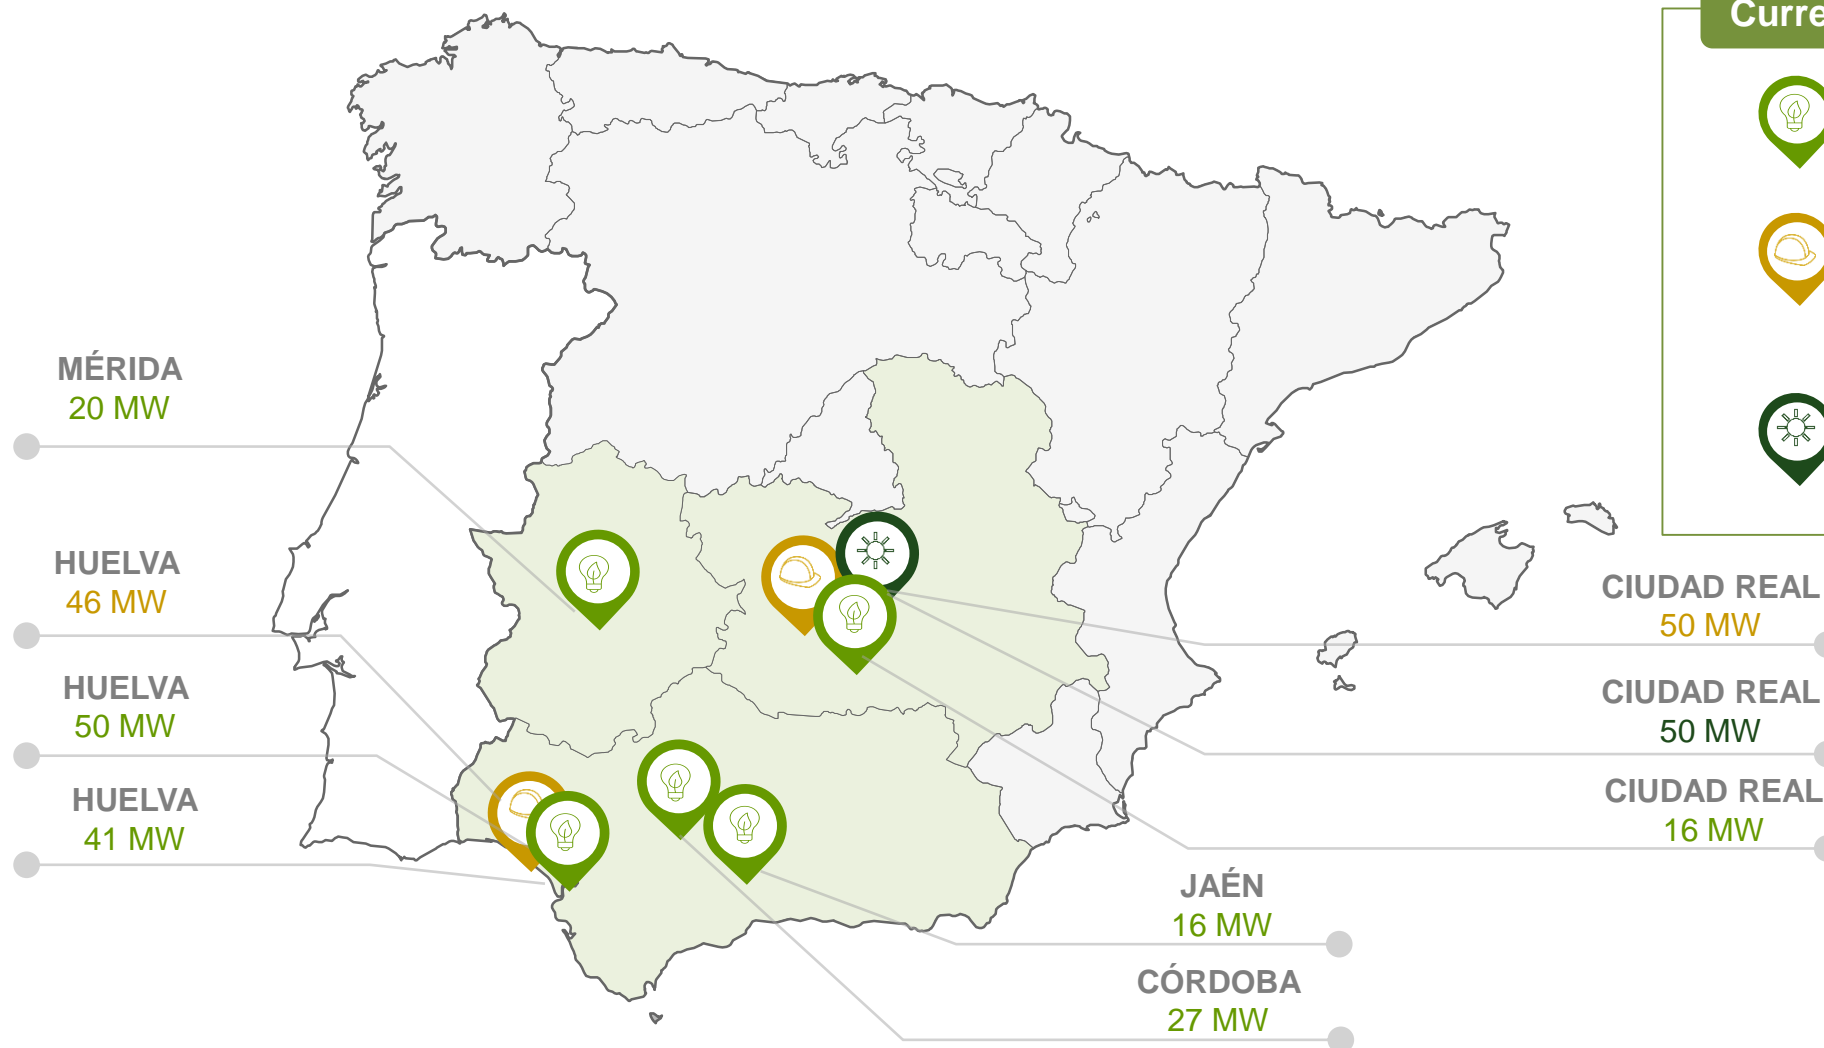 Curre
MÉRIDA
20 MW
HUELVA
46 MW
HUELVA
50 MW
HUELVA
41 MW
CIUDAD REAL
50 MW
CIUDAD REAL
50 MW
CIUDAD REAL
16 MW
JAÉN
16 MW
CÓRDOBA
27 MW